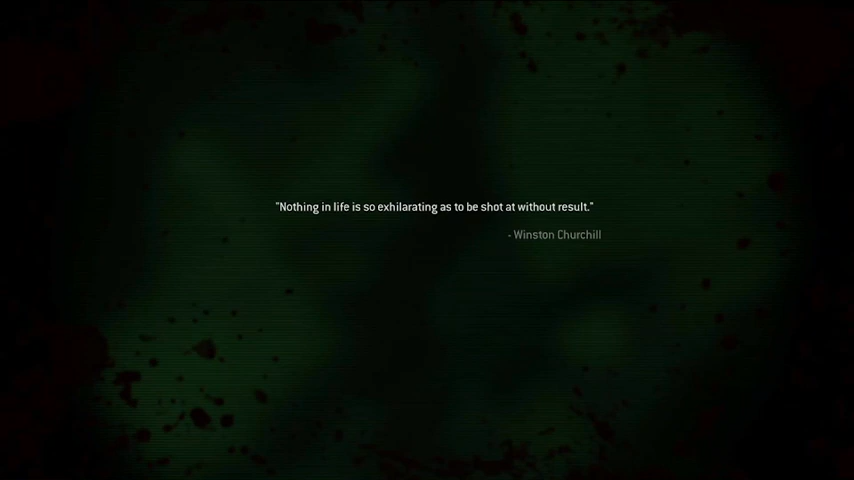 "Nothing in life is so exhilarating as to be shot at without result."
- Winston Churchill